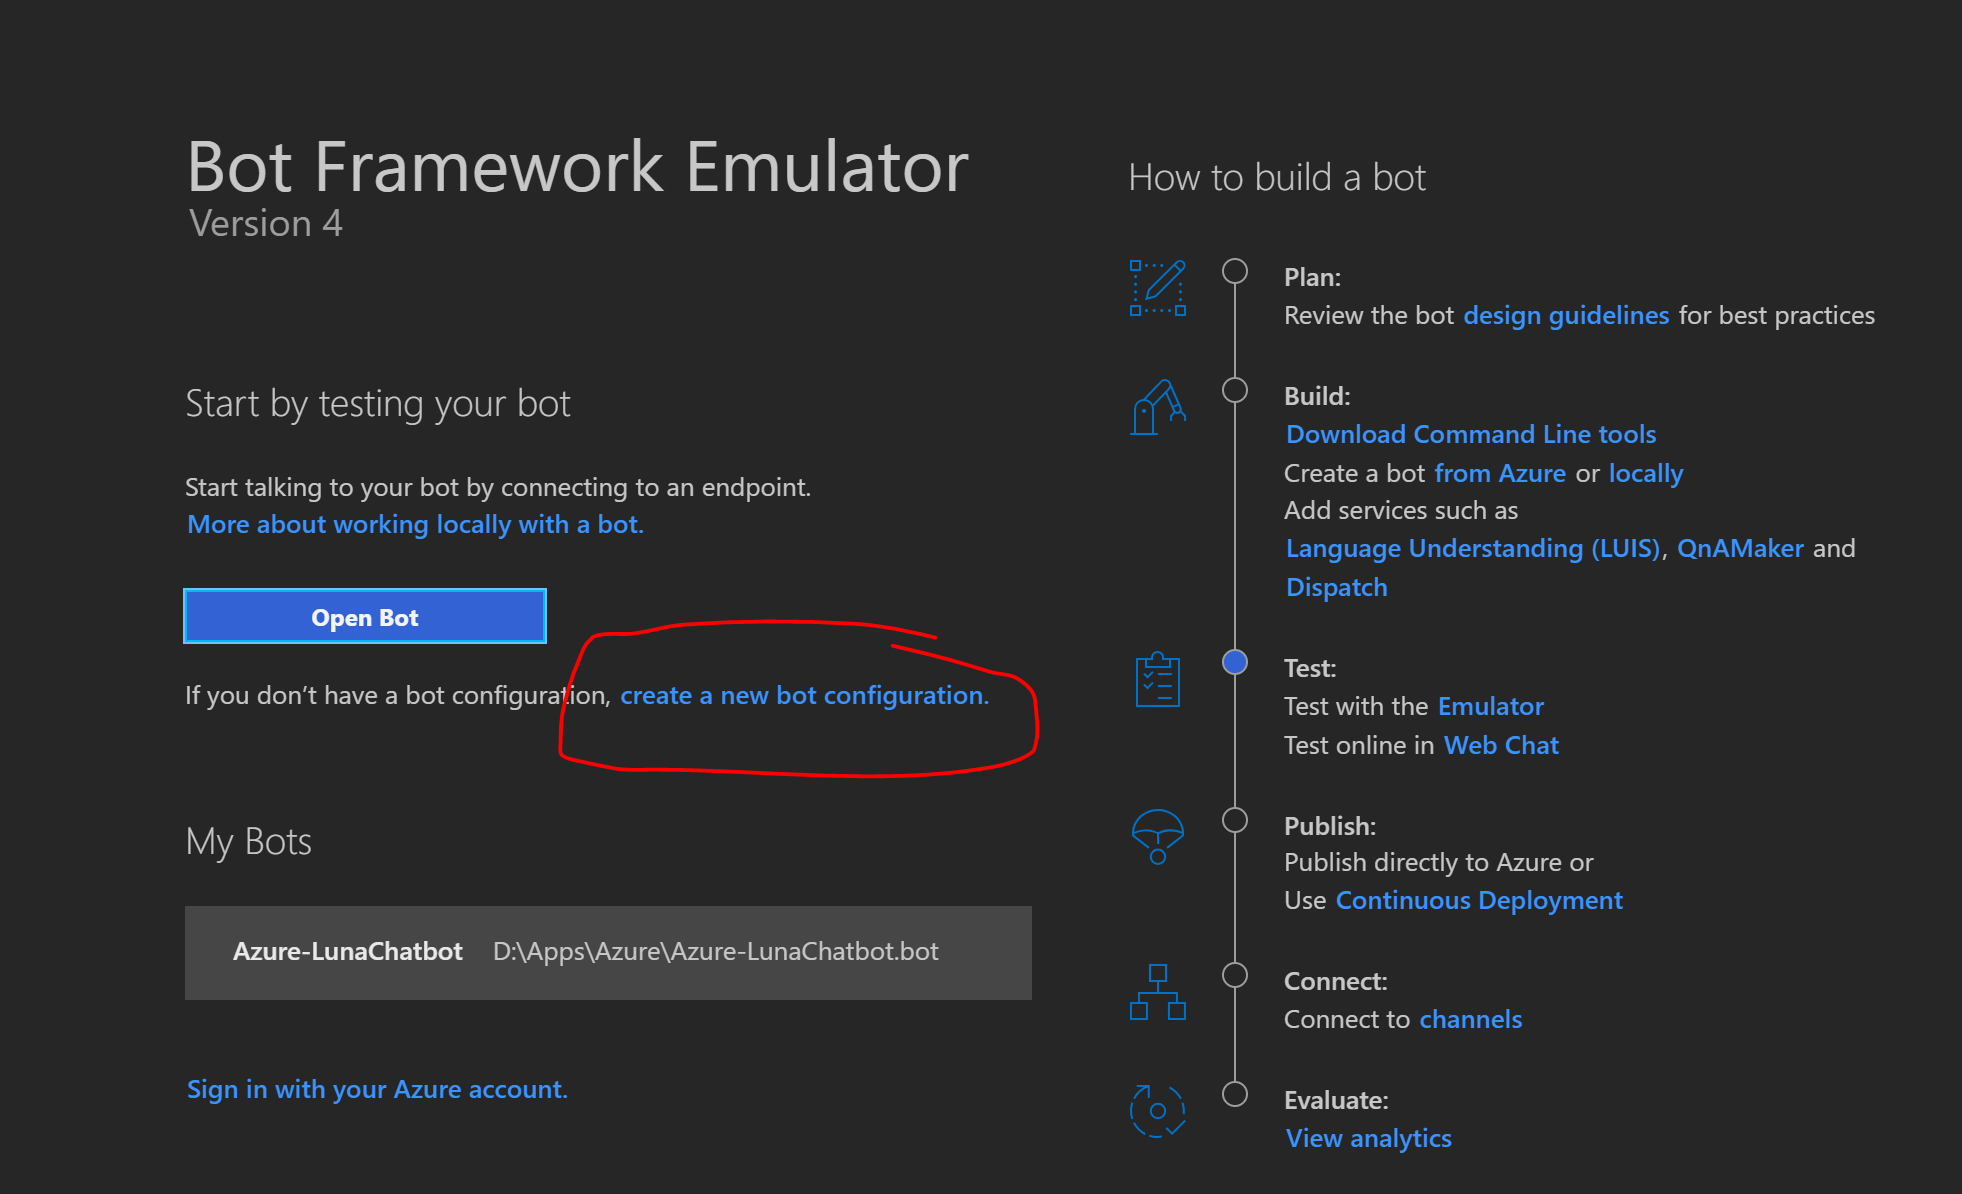 Bot Framework Emulator
Version 4
Start by testing your bot
Start talking to your bot by connecting to an endpoint.
More about working locally with a bot.
Open Bot
If you don’t have a bot configuration, create a new bot configuration.
My Bots
Azure-LunaChatbot D:\Apps\Azure\Azure-LunaChatbot.bot
Sign in with your Azure account.
How to build a bot
Plan:
Review the bot design guidelines for best practices
Build:
Download Command Line tools
Create a bot from Azure or locally
Add services such as
Language Understanding (LUIS), QnAMaker and
Dispatch
Test:
Test with the Emulator
Test online in Web Chat
Publish:
Publish directly to Azure or
Use Continuous Deployment
Connect:
Connect to channels
Evaluate:
View analytics